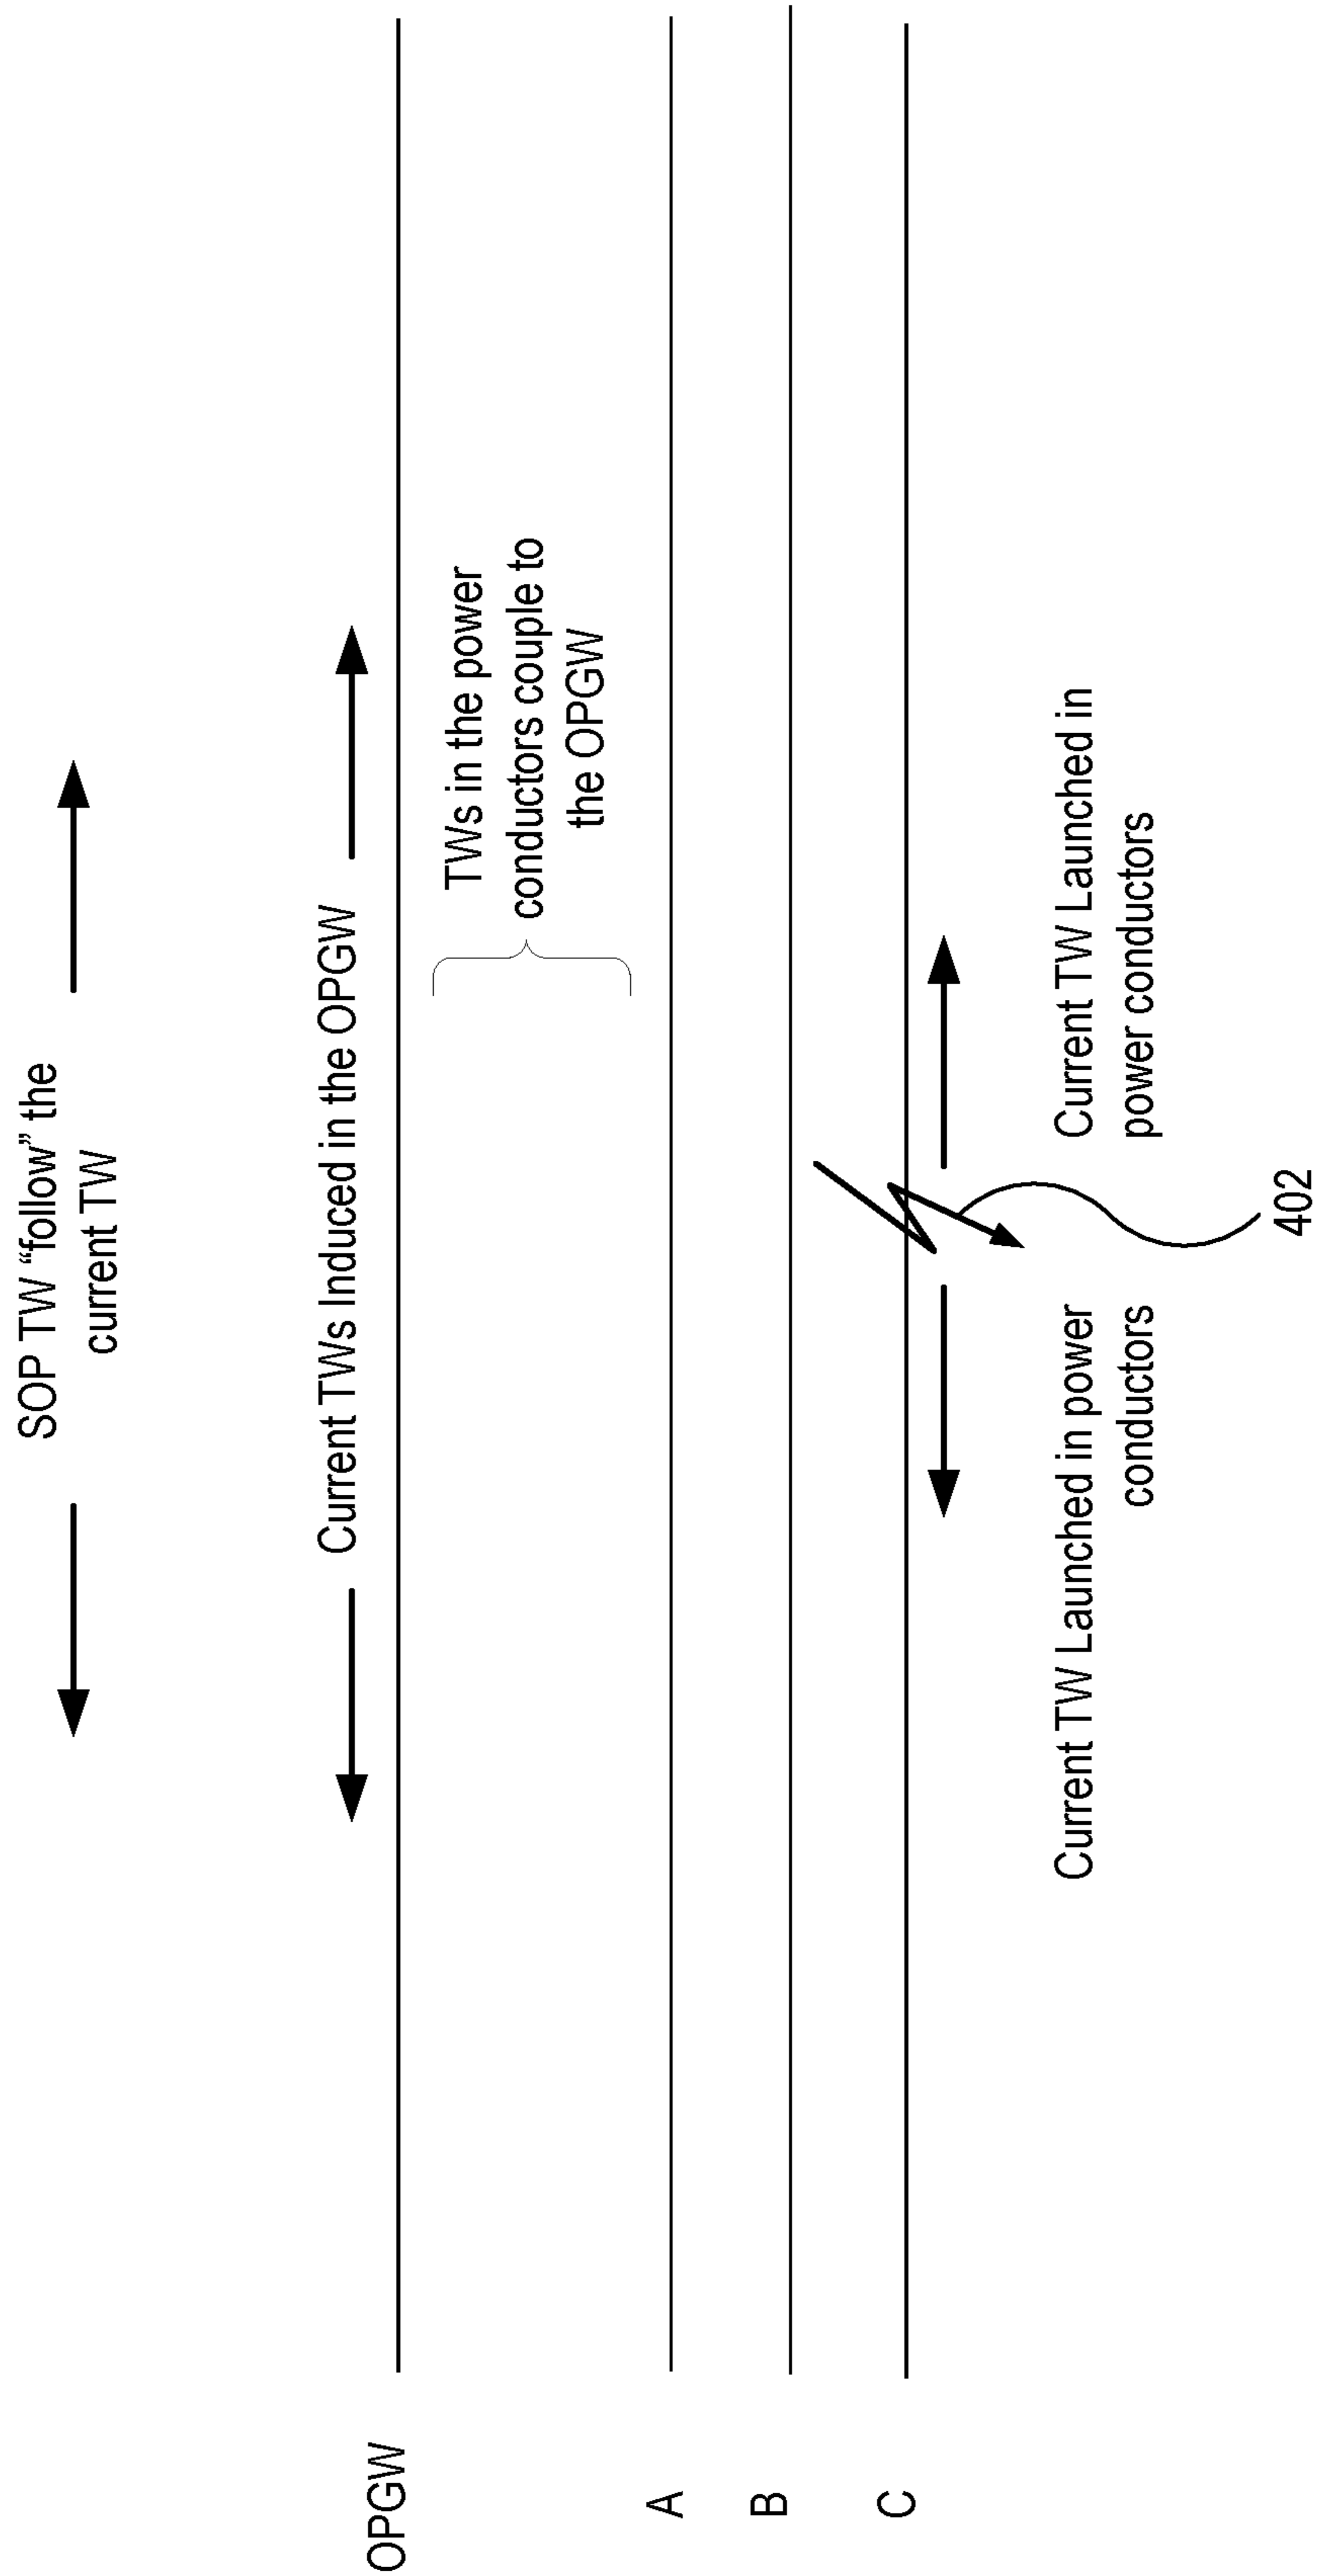 SOP TW “follow” the
current TW
Current TWs Induced in the OPGW
OPGW
TWs in the power
conductors couple to
the OPGW
A
B
C
Current TW Launched in power
conductors
Current TW Launched in
power conductors
402